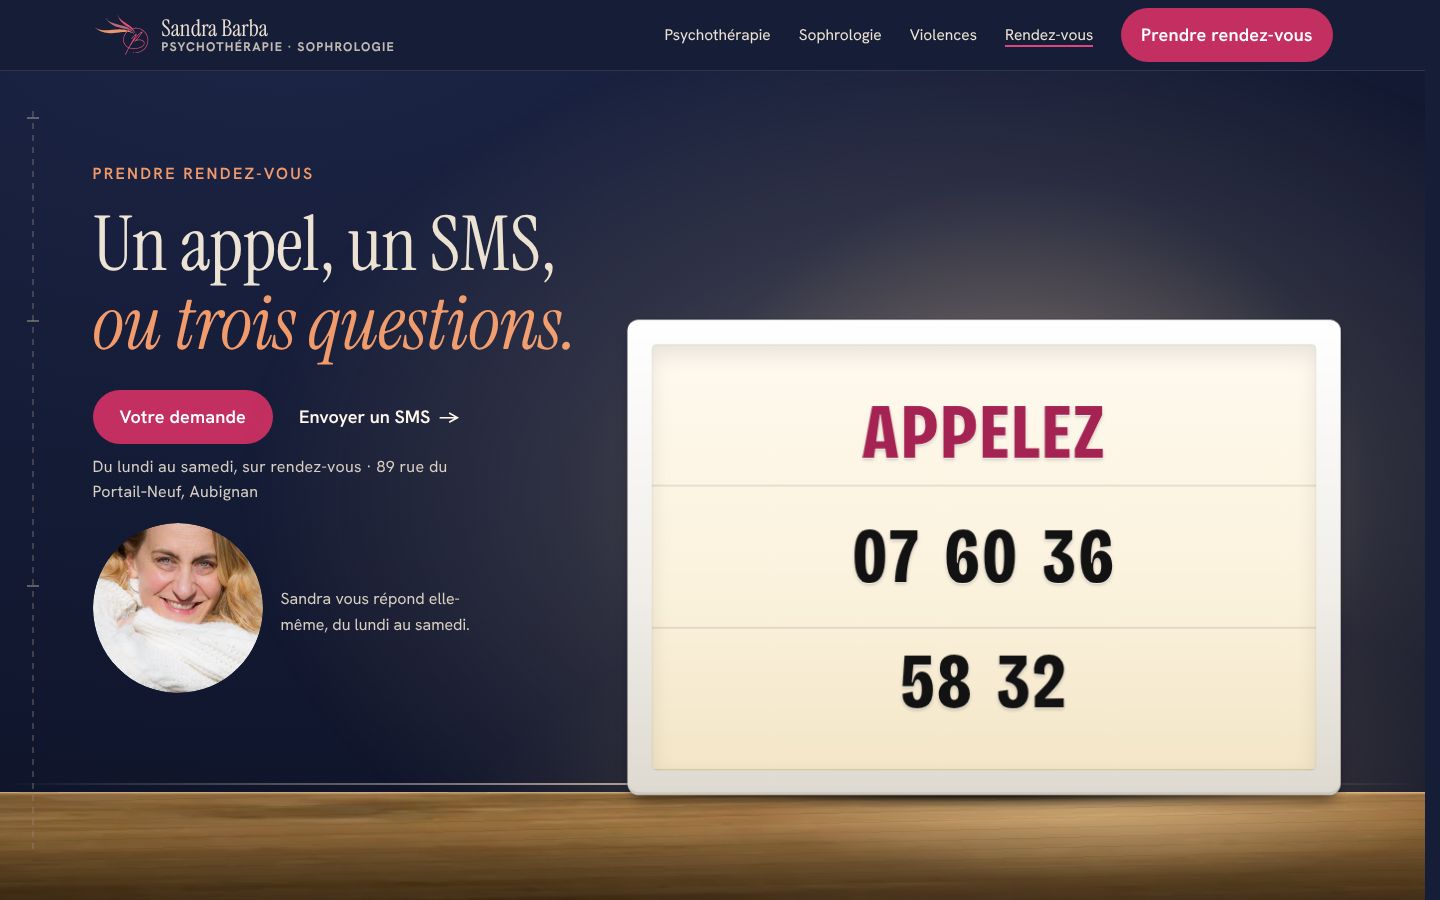 Sandra Barba
PSYCHOTHÉRAPIE · SOPHROLOGIE
Psychothérapie
Sophrologie
Violences
Rendez-vous
Prendre rendez-vous
PRENDRE RENDEZ-VOUS
Un appel, un SMS,
ou trois questions.
Votre demande
Envoyer un SMS →
Du lundi au samedi, sur rendez-vous · 89 rue du
Portail-Neuf, Aubignan
Sandra vous répond elle-
même, du lundi au samedi.
APPELEZ
07 60 36
58 32